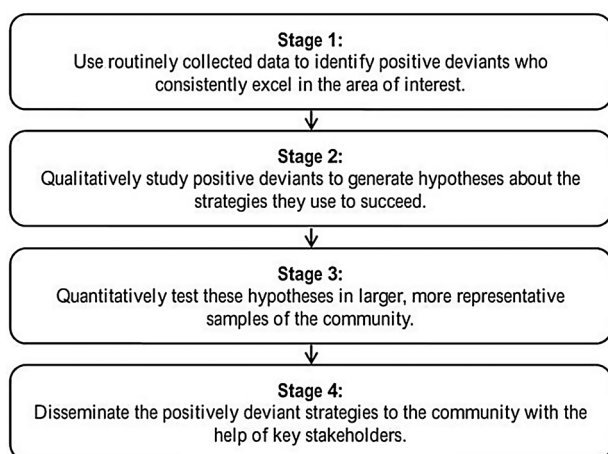 Stage 1:
Use routinely collected data to identify positive deviants who
consistently excel in the area of interest.
Stage 2:
Qualitatively study positive deviants to generate hypotheses about the
strategies they use to succeed.
Stage 3:
Quantitatively test these hypotheses in larger, more representative
samples of the community.
Stage 4:
Disseminate the positively deviant strategies to the community with the
help of key stakeholders.